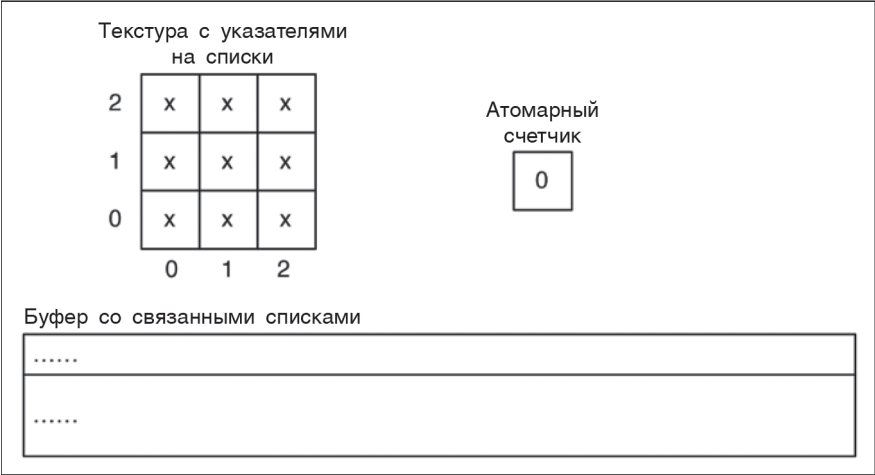 Текстура с указателями
на списки
2 x x x
1 x x x
0 x x x
0 1 2
Атомарный
счетчик
0
Буфер со связанными списками
......
......